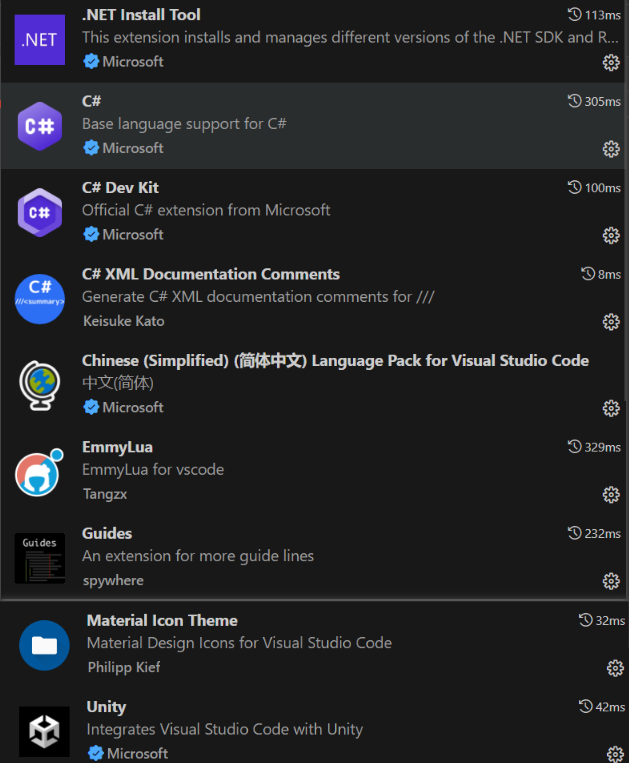 .NET Install Tool 113ms
.NET
This extension installs and manages different versions of the .NET SDK and R...
Microsoft
C# 305ms
C#
Base language support for C#
Microsoft
C# Dev Kit 100ms
C#
Official C# extension from Microsoft
Microsoft
C# XML Documentation Comments 8ms
C#
///<summary>
Generate C# XML documentation comments for ///
Keisuke Kato
Chinese (Simplified) (简体中文) Language Pack for Visual Studio Code
中文(简体)
Microsoft
EmmyLua 329ms
EmmyLua for vscode
Tangzx
Guides 232ms
Guides
An extension for more guide lines
spywhere
Material Icon Theme 32ms
Material Design Icons for Visual Studio Code
Philipp Kief
Unity 42ms
Integrates Visual Studio Code with Unity
Microsoft